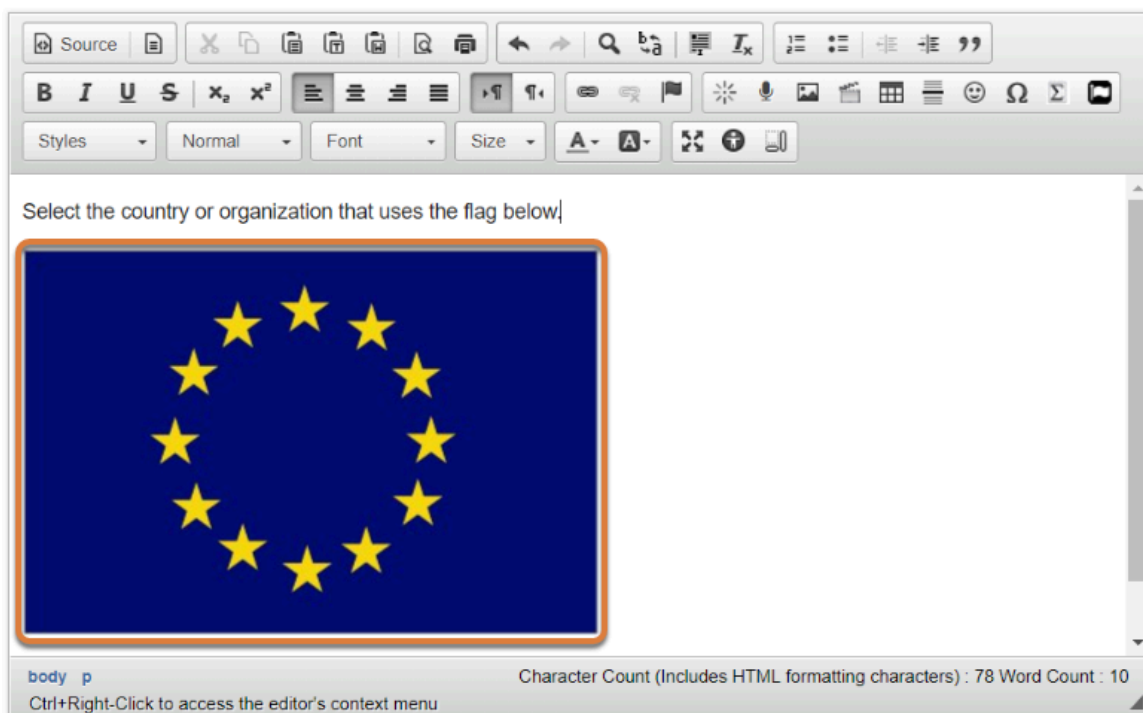 Source
Styles Normal Font Size
Select the country or organization that uses the flag below.
body p Character Count (Includes HTML formatting characters) : 78 Word Count : 10
Ctrl+Right-Click to access the editor's context menu